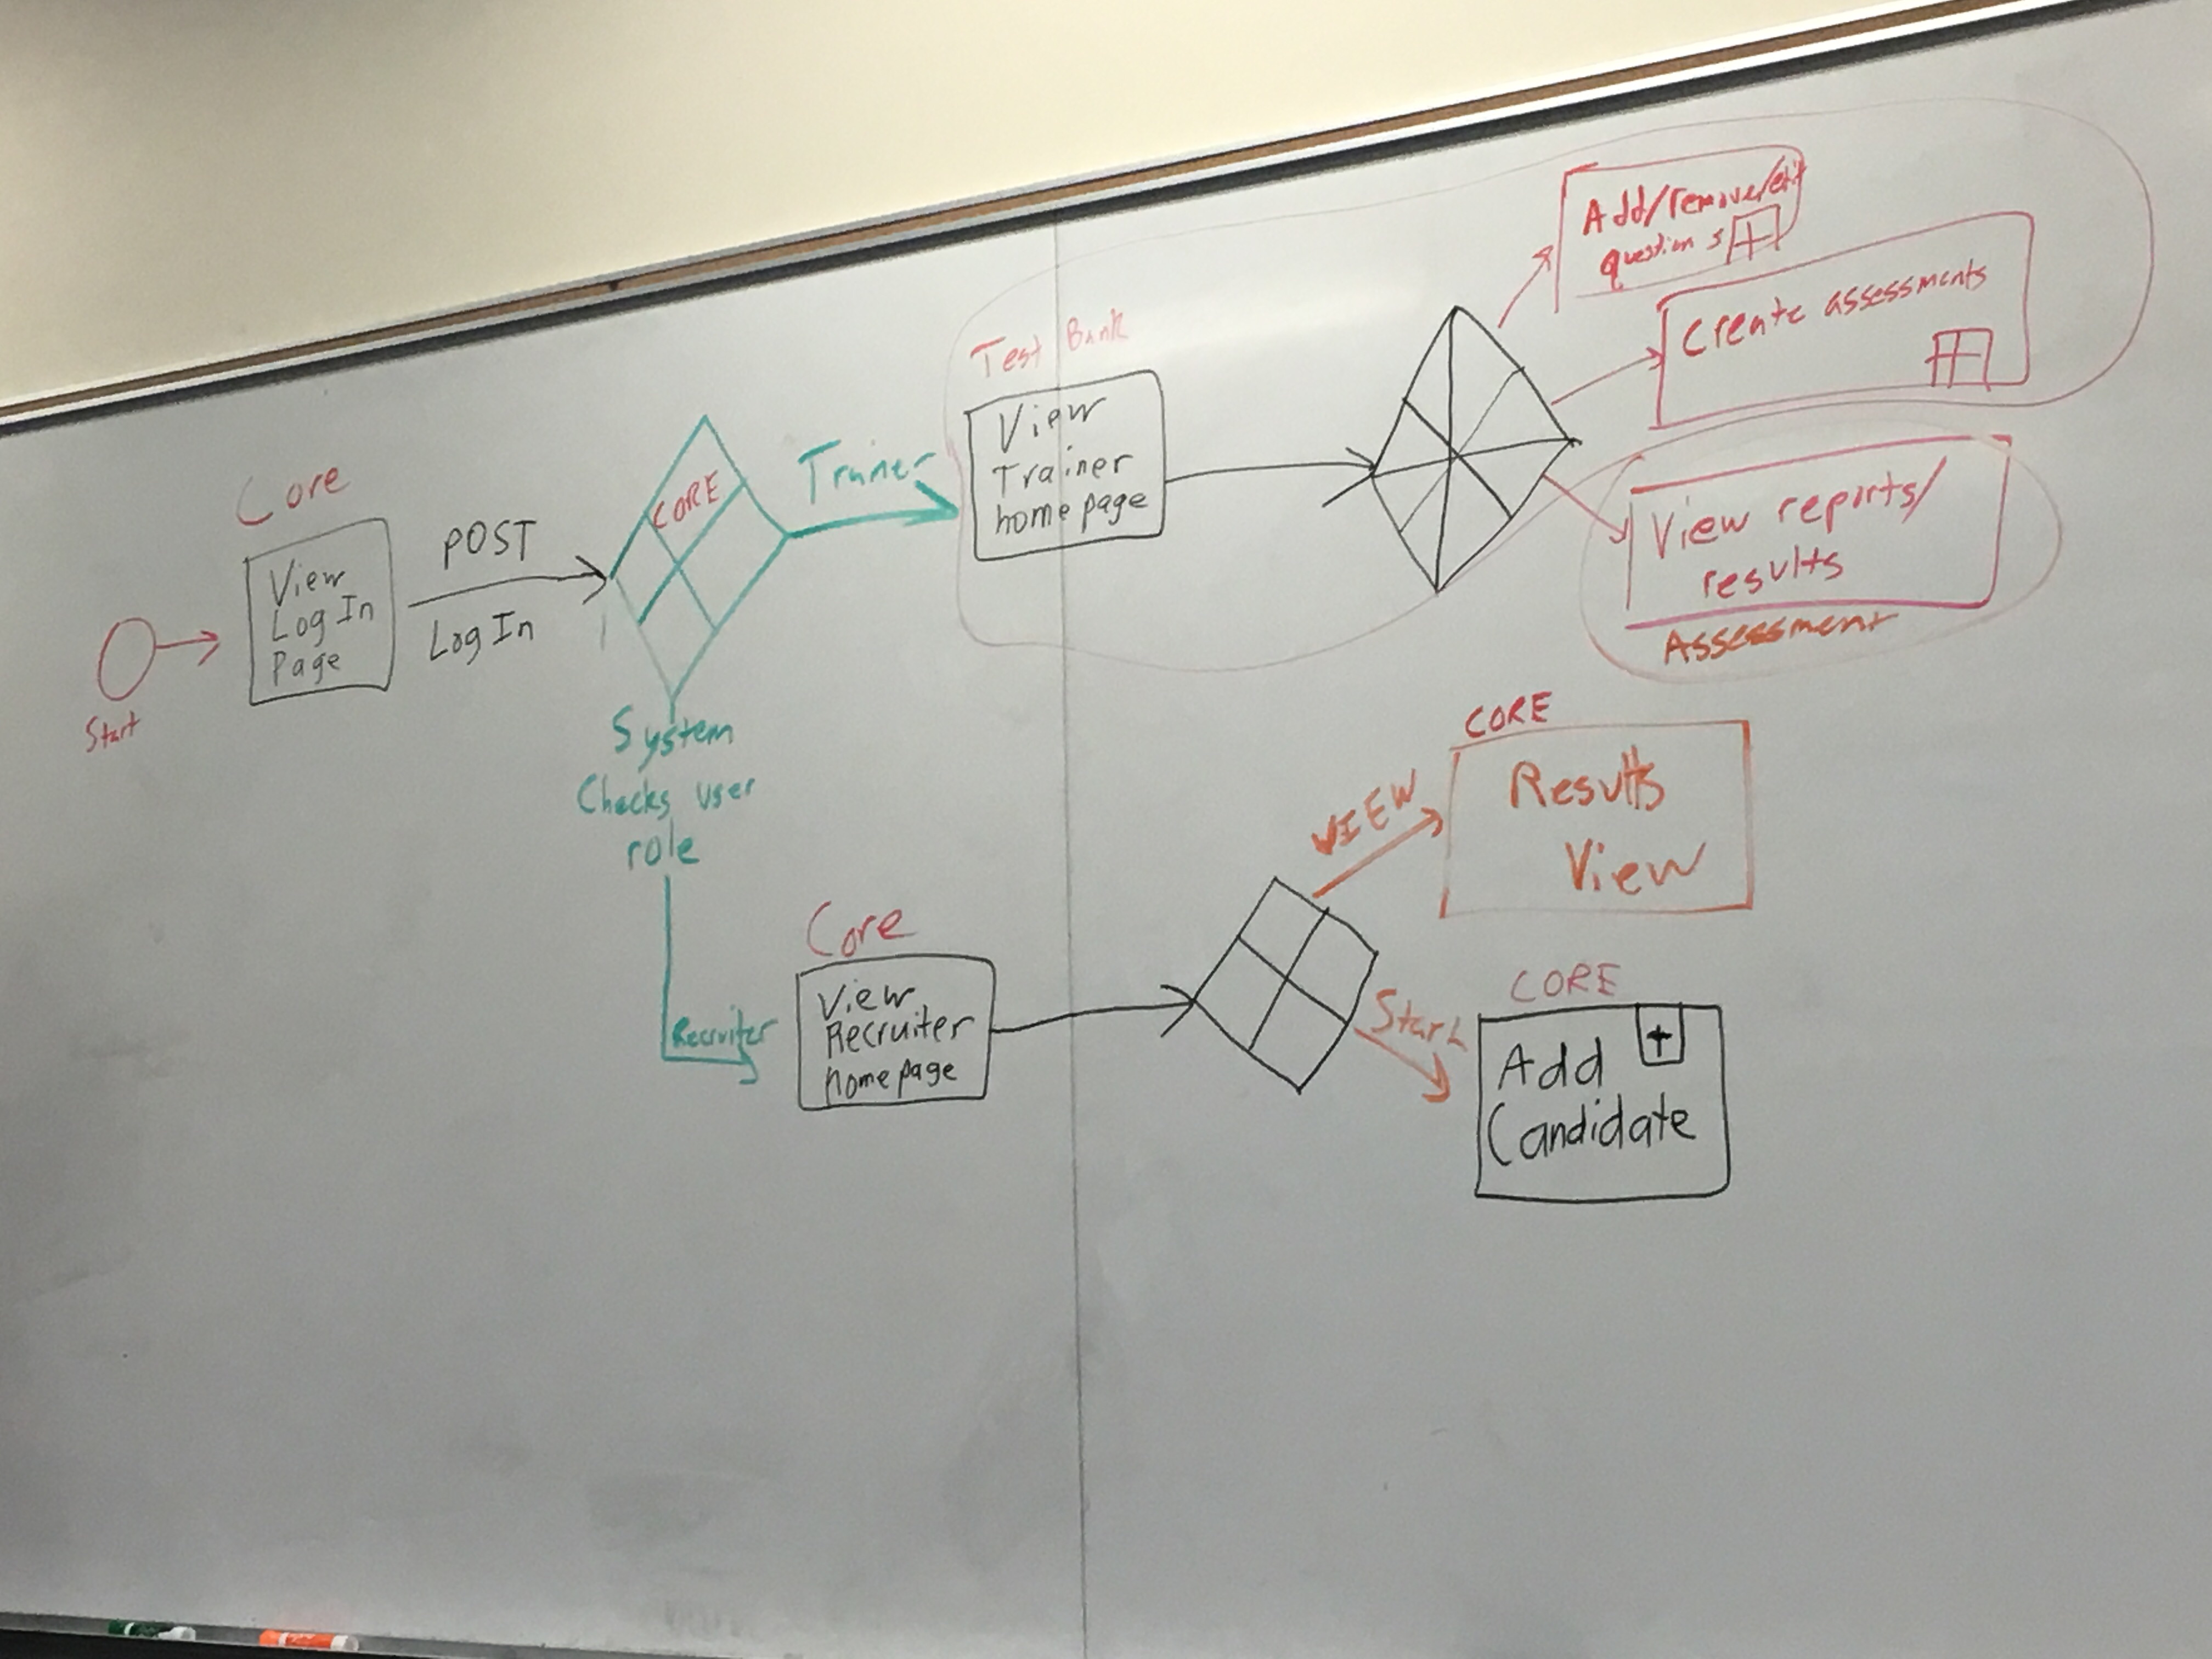 Start
Core
View
Log In
Page
POST
Log In
CORE
System
Checks user
role
Trainer
Test Bank
View
Trainer
home page
Add/remove/edit
questions
Create assessments
View reports/
results
Assessment
Recruiter
Core
View
Recruiter
home page
VIEW
CORE
Results
View
Start
CORE
Add
Candidate